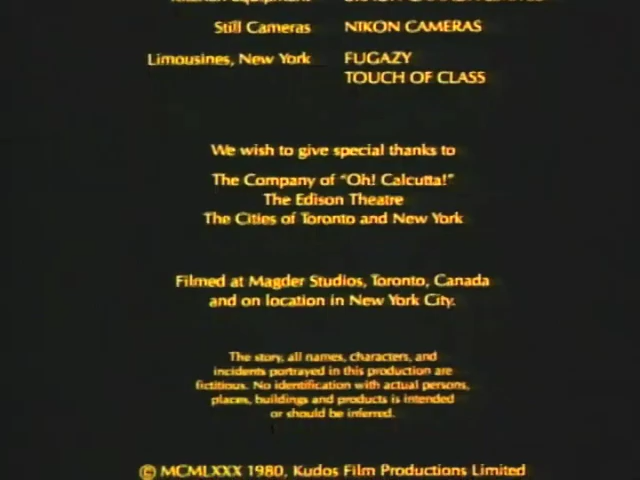 Still Cameras NIKON CAMERAS
Limousines, New York FUGAZY
TOUCH OF CLASS
We wish to give special thanks to
The Company of "Oh! Calcutta!"
The Edison Theatre
The Cities of Toronto and New York
Filmed at Magder Studios, Toronto, Canada
and on location in New York City.
The story, all names, characters, and
incidents portrayed in this production are
fictitious. No identification with actual persons,
places, buildings and products is intended
or should be inferred.
© MCMLXXX 1980, Kudos Film Productions Limited